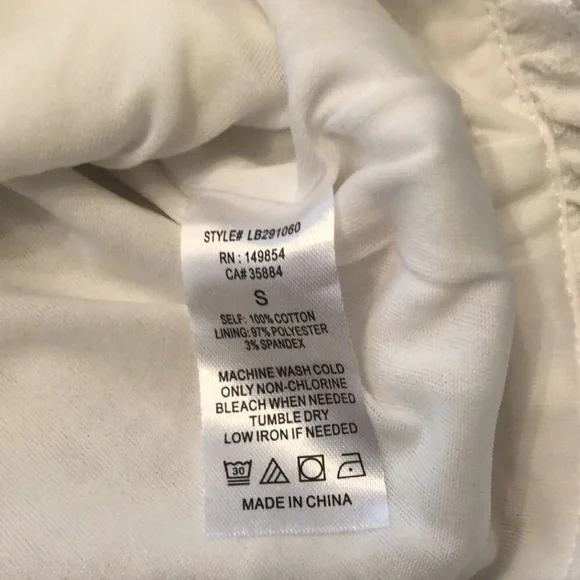 STYLE# LB291060
RN : 149854
CA# 35884
S
SELF: 100% COTTON
LINING: 97% POLYESTER
3% SPANDEX
MACHINE WASH COLD
ONLY NON-CHLORINE
BLEACH WHEN NEEDED
TUMBLE DRY
LOW IRON IF NEEDED
30
MADE IN CHINA